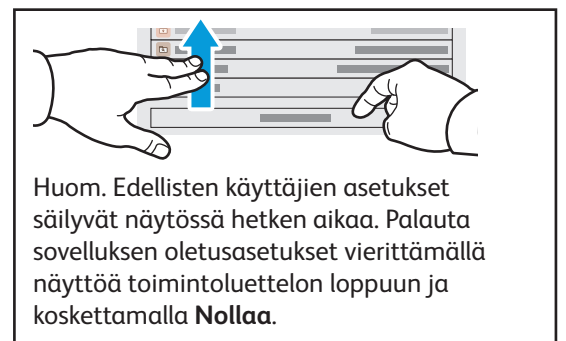 Huom. Edellisten käyttäjien asetukset
säilyvät näytössä hetken aikaa. Palauta
sovelluksen oletusasetukset vierittämällä
näyttöä toimintoluettelon loppuun ja
koskettamalla Nollaa.